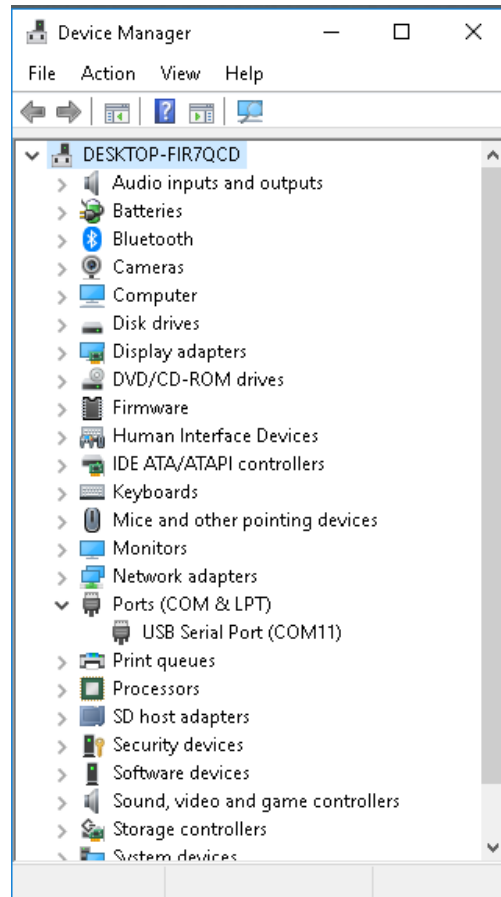 Device Manager
File Action View Help
DESKTOP-FIR7QCD
Audio inputs and outputs
Batteries
Bluetooth
Cameras
Computer
Disk drives
Display adapters
DVD/CD-ROM drives
Firmware
Human Interface Devices
IDE ATA/ATAPI controllers
Keyboards
Mice and other pointing devices
Monitors
Network adapters
Ports (COM & LPT)
USB Serial Port (COM11)
Print queues
Processors
SD host adapters
Security devices
Software devices
Sound, video and game controllers
Storage controllers
System devices